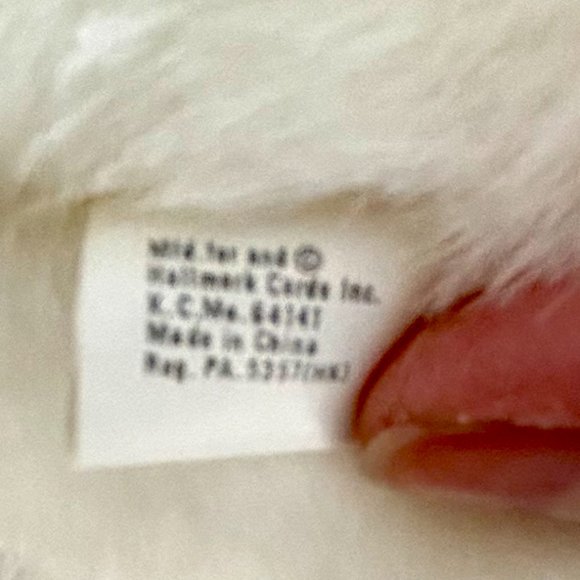 Mfd. for and ©
Hallmark Cards Inc.
K.C. Mo. 64141
Made in China
Reg. PA.